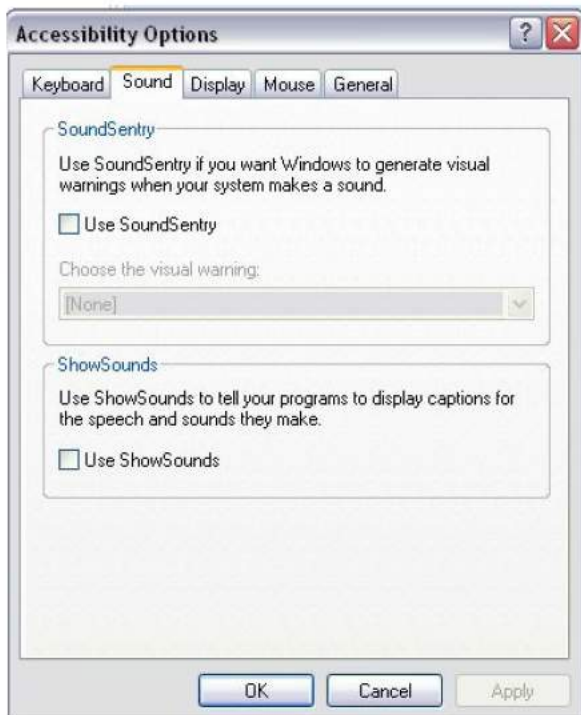 Accessibility Options
Keyboard Sound Display Mouse General
SoundSentry
Use SoundSentry if you want Windows to generate visual
warnings when your system makes a sound.
Use SoundSentry
Choose the visual warning:
[None]
ShowSounds
Use ShowSounds to tell your programs to display captions for
the speech and sounds they make.
Use ShowSounds
OK Cancel Apply